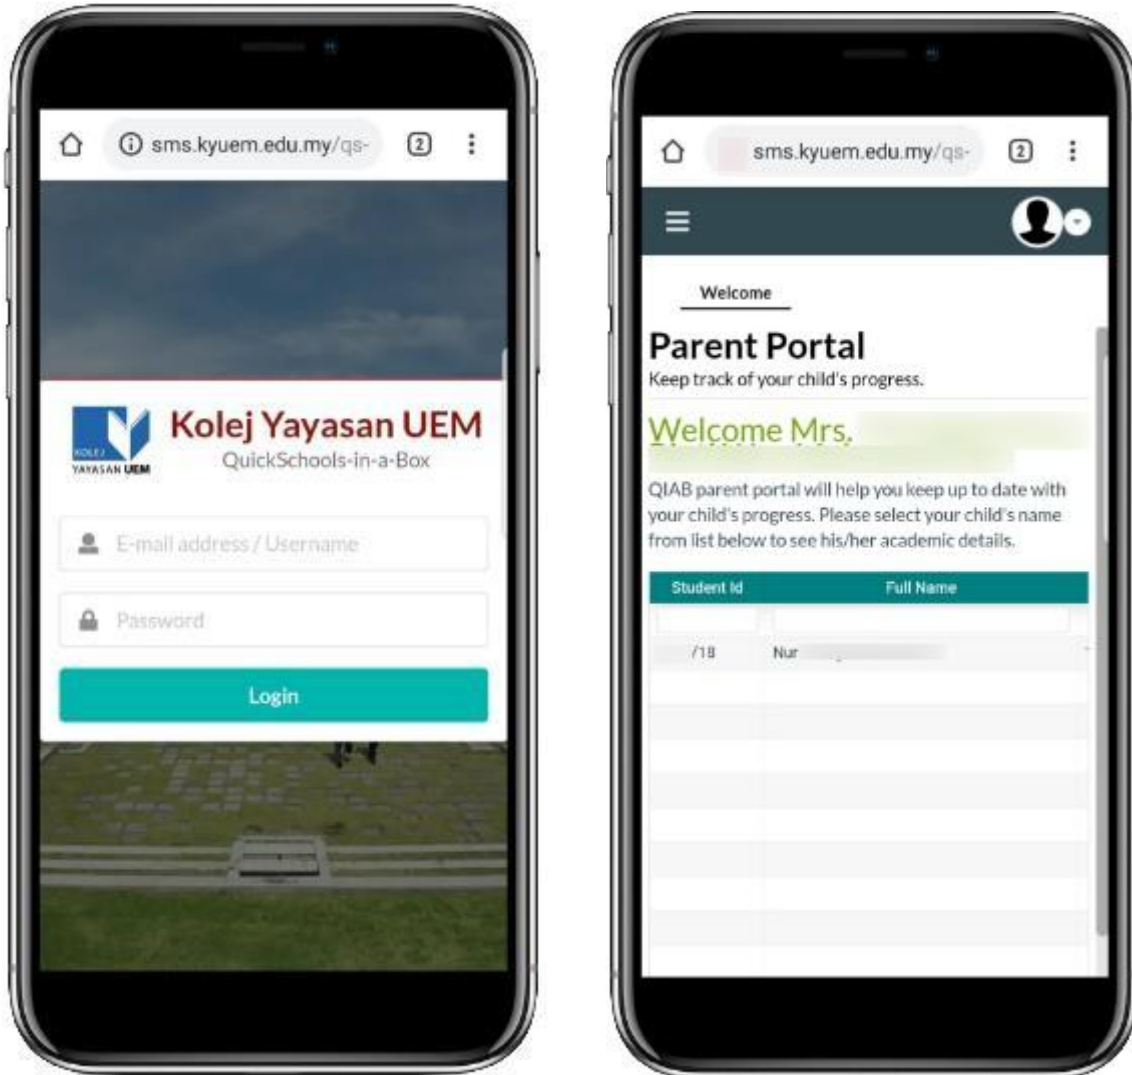 sms.kyuem.edu.my/qs-
2
Kolej Yayasan UEM
QuickSchools-in-a-Box
KOLEJ
YAYASAN UEM
E-mail address / Username
Password
Login
sms.kyuem.edu.my/qs-
2
Welcome
Parent Portal
Keep track of your child's progress.
Welcome Mrs.
QIAB parent portal will help you keep up to date with
your child's progress. Please select your child's name
from list below to see his/her academic details.
Student Id Full Name
/18 Nur